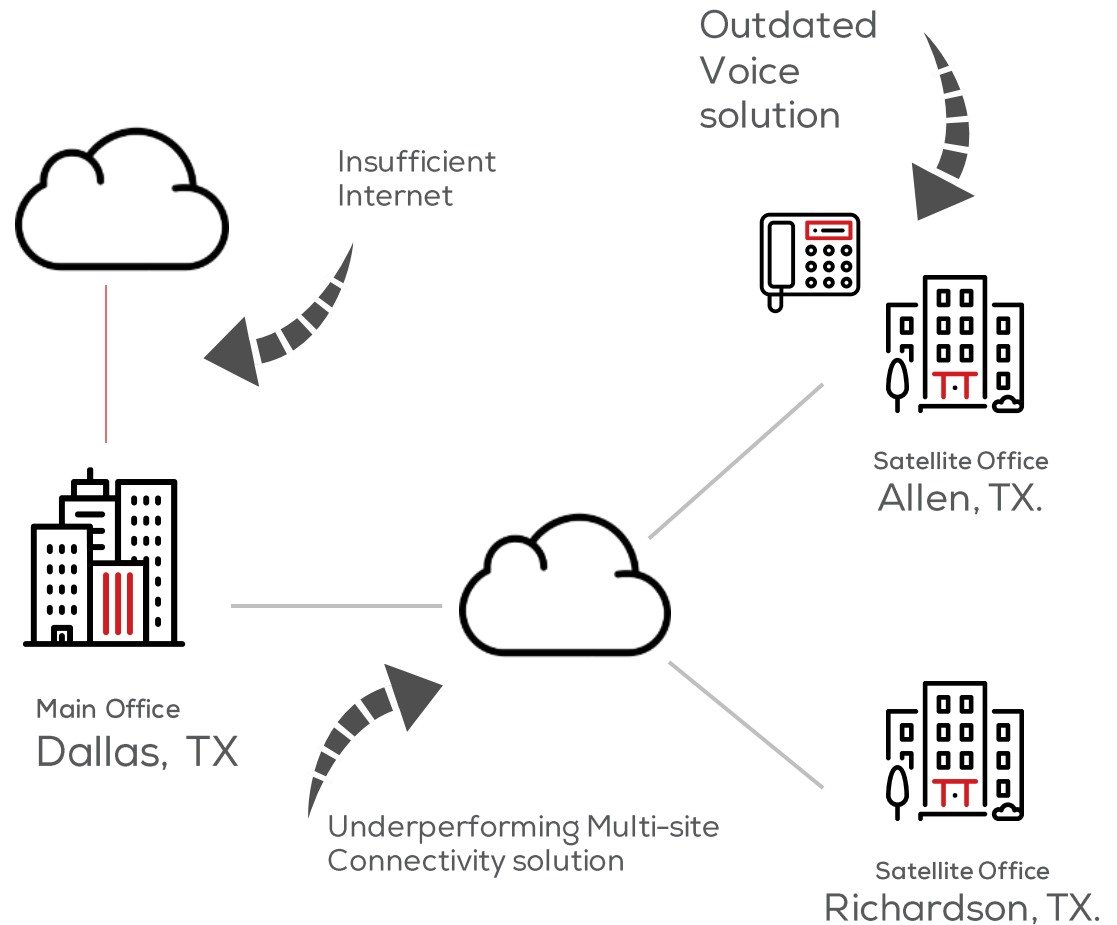 Outdated
Voice
solution
Insufficient
Internet
Satellite Office
Allen, TX.
Main Office
Dallas, TX
Underperforming Multi-site
Connectivity solution
Satellite Office
Richardson, TX.